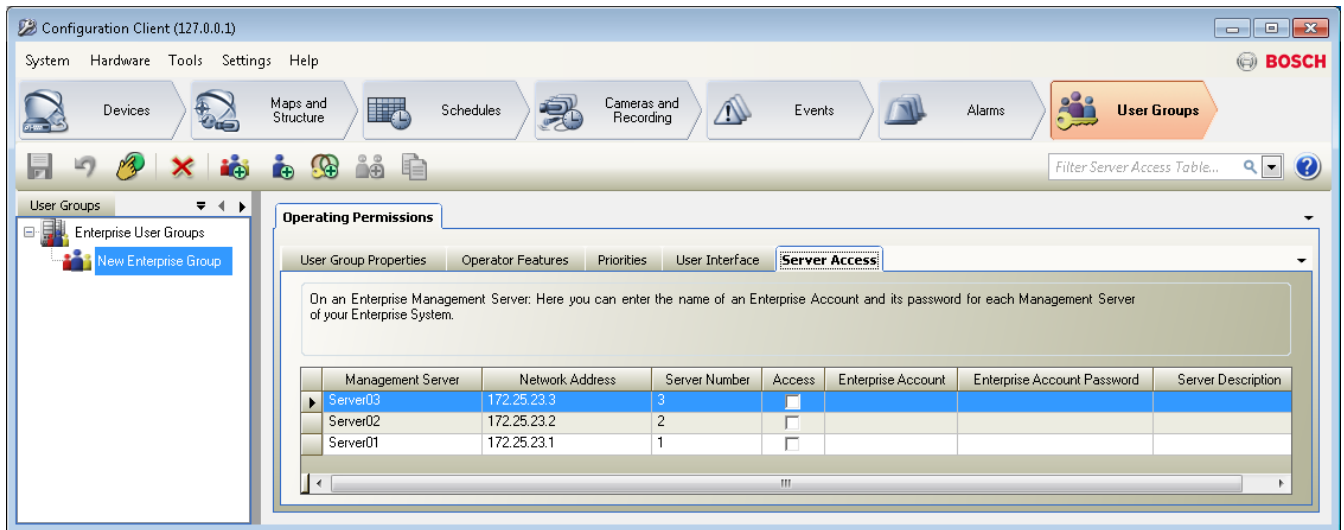 Configuration Client (127.0.0.1)
System Hardware Tools Settings Help
BOSCH
Devices
Maps and
Structure
Schedules
Cameras and
Recording
Events
Alarms
User Groups
Filter Server Access Table...
User Groups
Enterprise User Groups
New Enterprise Group
Operating Permissions
User Group Properties Operator Features Priorities User Interface Server Access
On an Enterprise Management Server: Here you can enter the name of an Enterprise Account and its password for each Management Server
of your Enterprise System.
Management Server Network Address Server Number Access Enterprise Account Enterprise Account Password Server Description
Server03 172.25.23.3 3
Server02 172.25.23.2 2
Server01 172.25.23.1 1